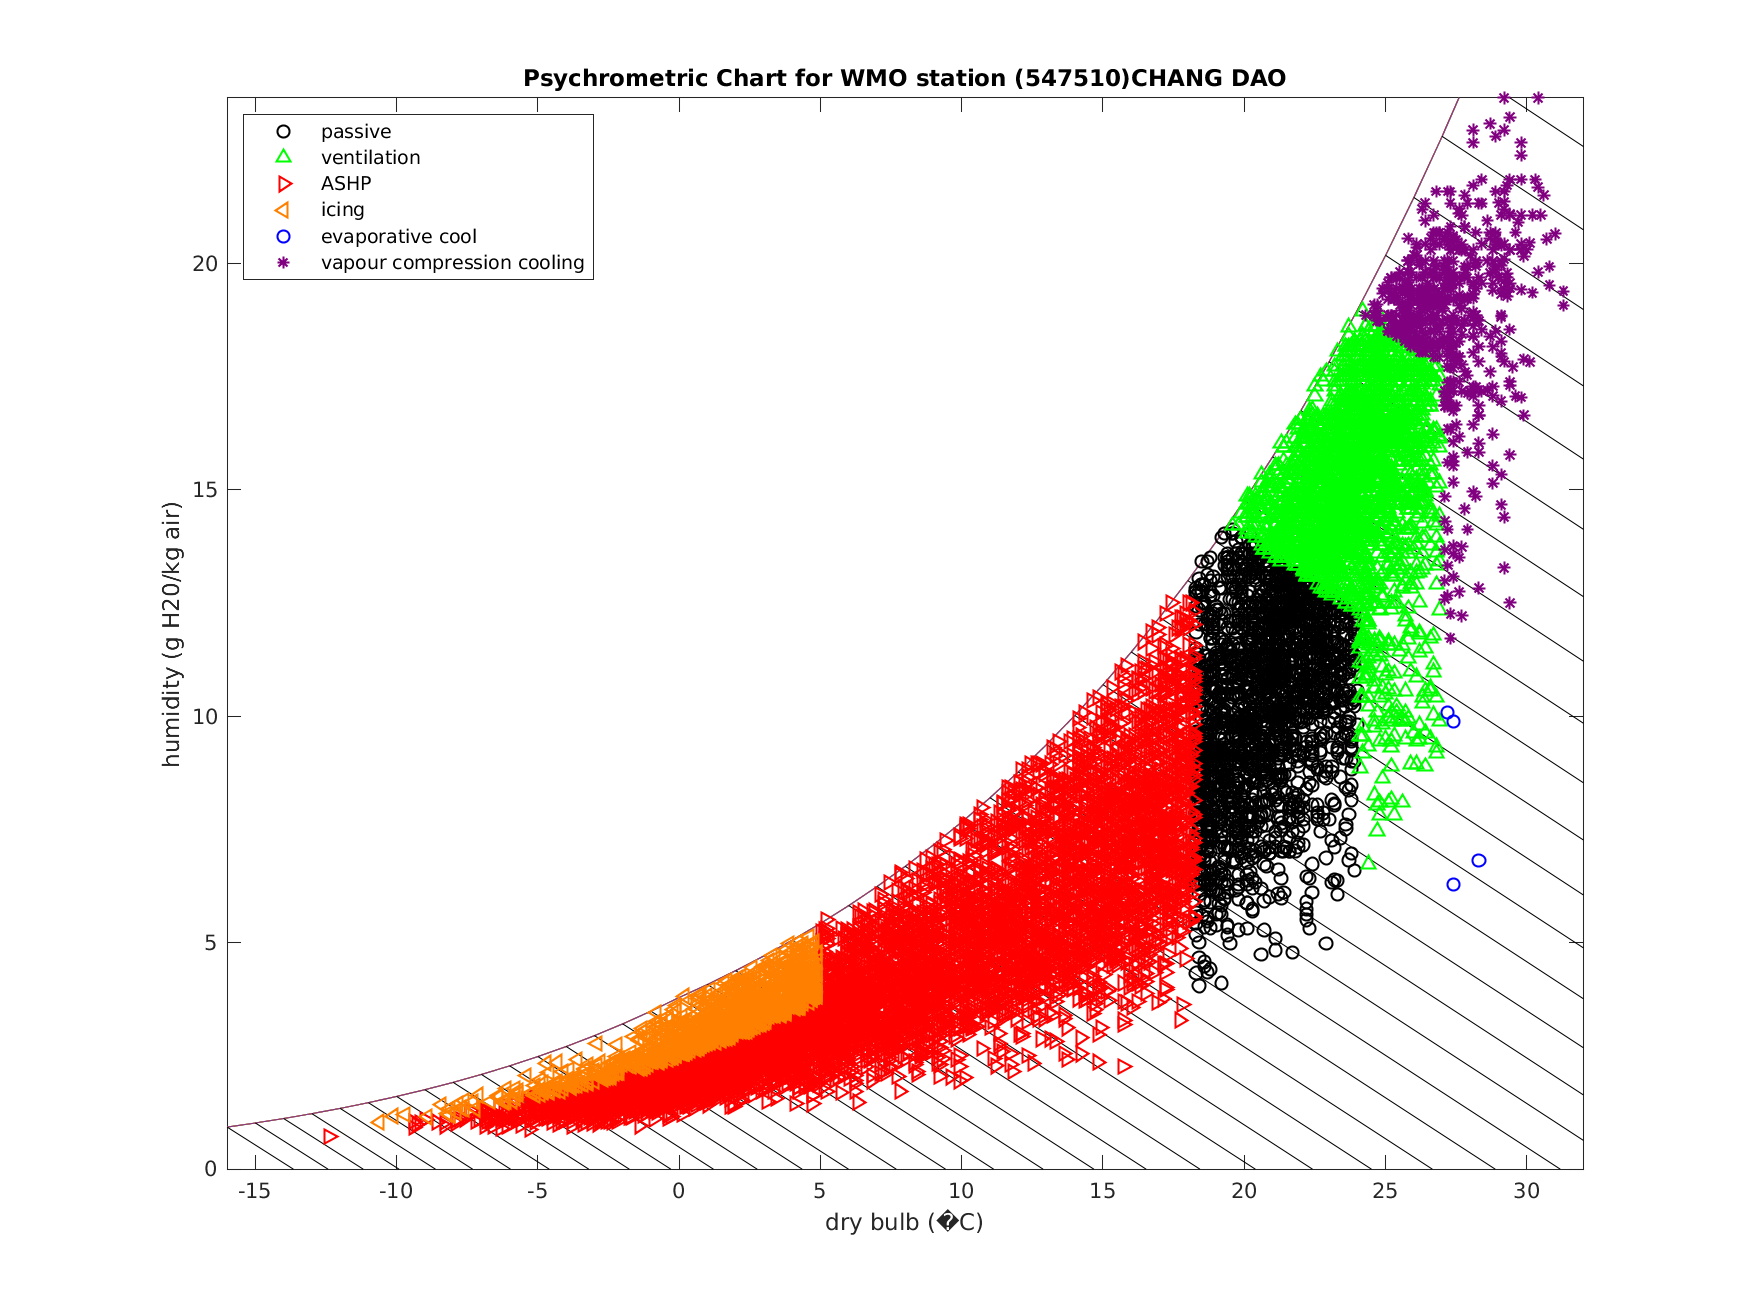 Psychrometric Chart for WMO station (547510)CHANG DAO
passive
ventilation
ASHP
icing
evaporative cool
vapour compression cooling
humidity (g H20/kg air)
20
15
10
5
0
-15 -10 -5 0 5 10 15 20 25 30
dry bulb (�C)